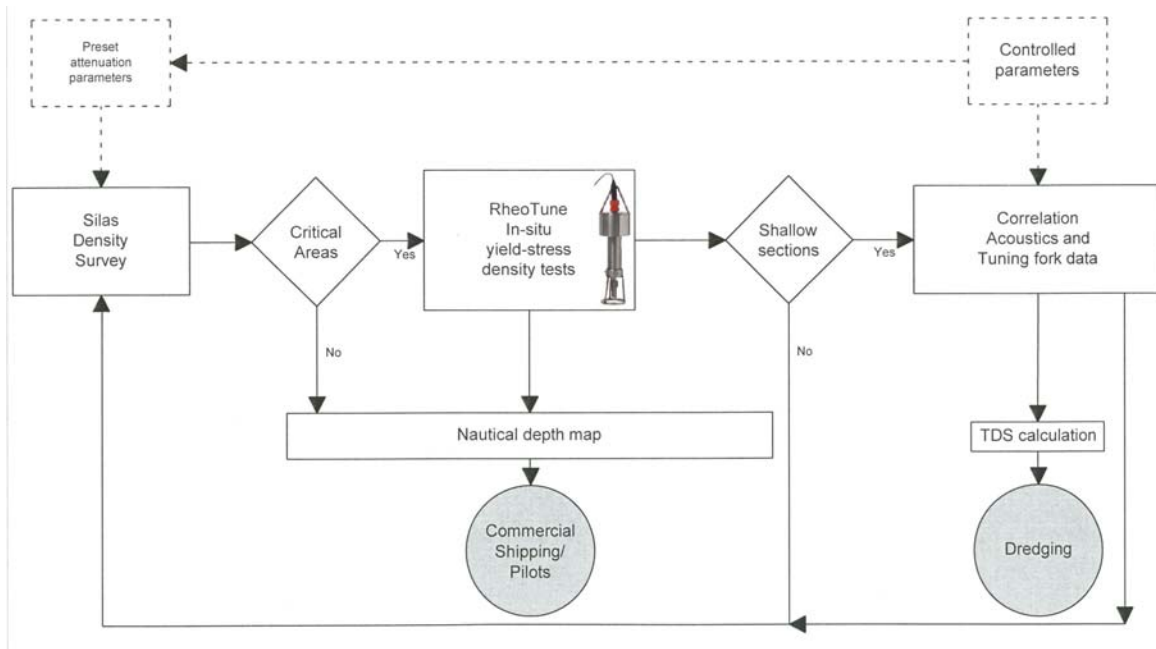 Preset
attenuation
parameters
Controlled
parameters
Silas
Density
Survey
Critical
Areas
Yes
RheoTune
In-situ
yield-stress
density tests
Shallow
sections
Yes
Correlation
Acoustics and
Tuning fork data
No
No
Nautical depth map
TDS calculation
Commercial
Shipping/
Pilots
Dredging